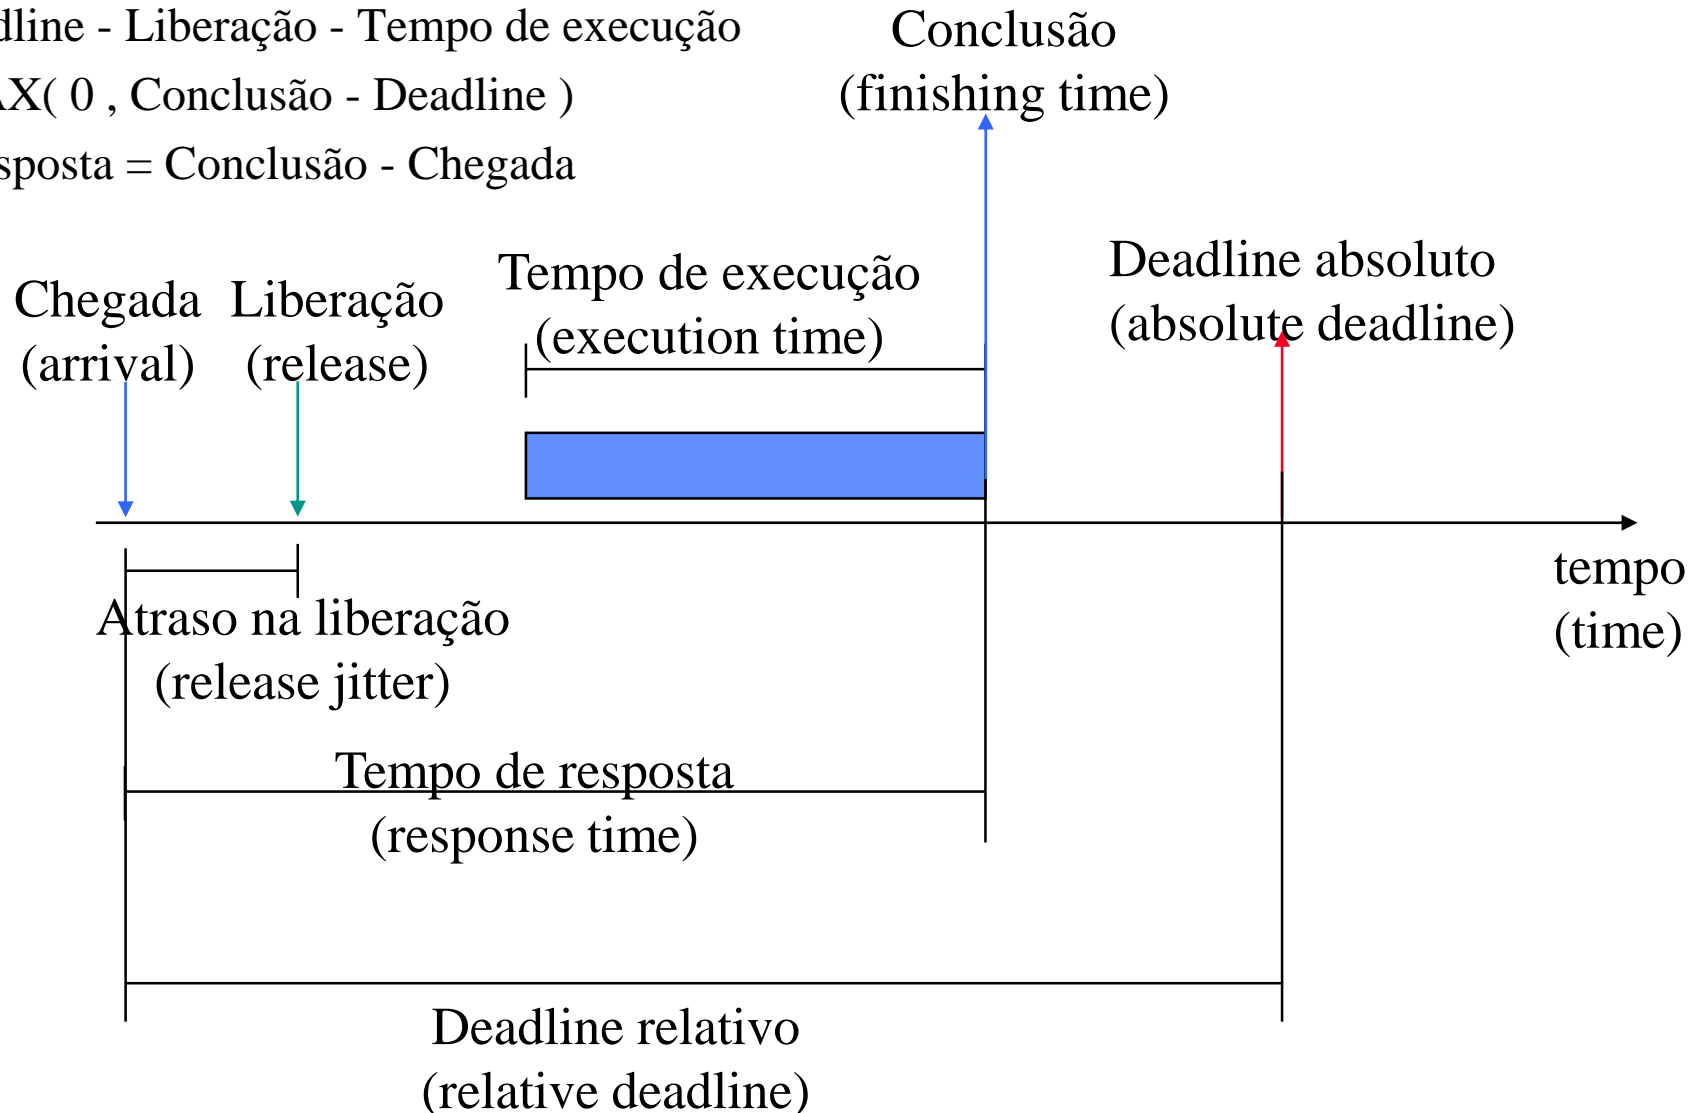 dline - Liberação - Tempo de execução
AX( 0 , Conclusão - Deadline )
sposta = Conclusão - Chegada
Conclusão
(finishing time)
Chegada
(arrival)
Liberação
(release)
Tempo de execução
(execution time)
Deadline absoluto
(absolute deadline)
tempo
(time)
Atraso na liberação
(release jitter)
Tempo de resposta
(response time)
Deadline relativo
(relative deadline)